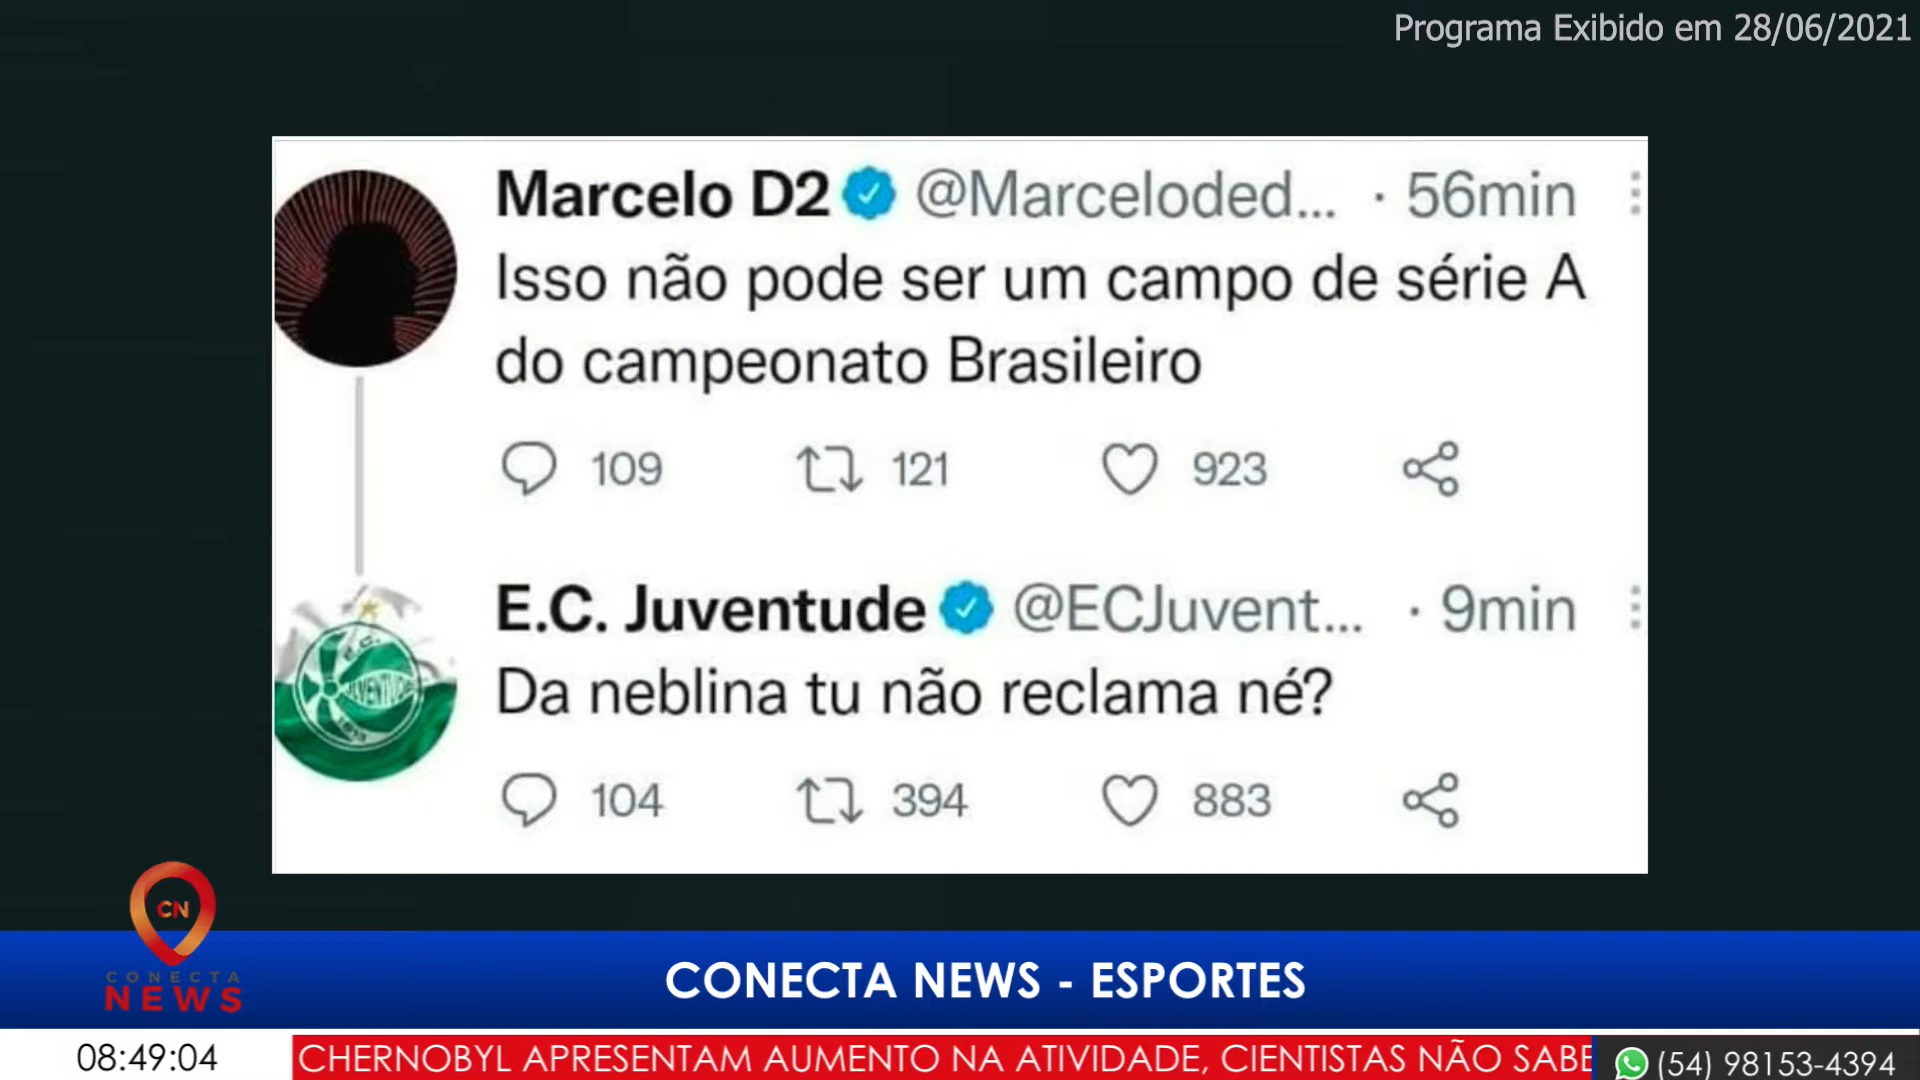 Programa Exibido em 28/06/2021
Marcelo D2 @Marceloded... · 56min
Isso não pode ser um campo de série A
do campeonato Brasileiro
109 121 923
E.C. Juventude @ECJuvent... · 9min
Da neblina tu não reclama né?
104 394 883
CN
CONECTA
NEWS
CONECTA NEWS - ESPORTES
08:49:04 CHERNOBYL APRESENTAM AUMENTO NA ATIVIDADE, CIENTISTAS NÃO SABE (54) 98153-4394